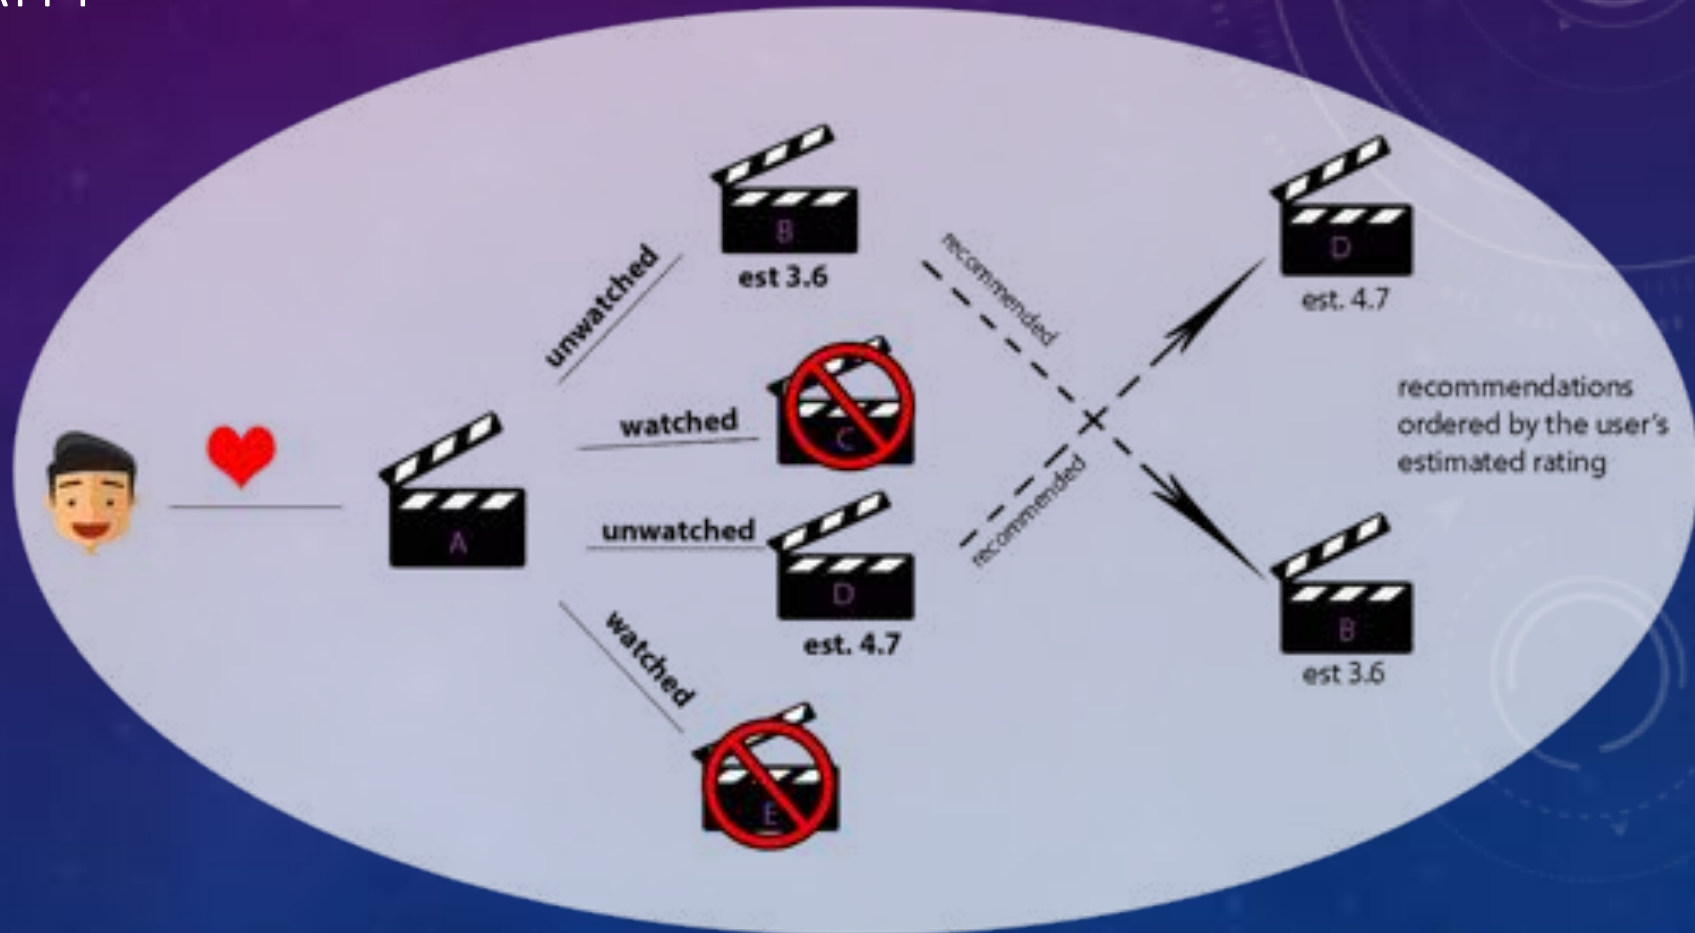 B
est 3.6
unwatched
recommended
D
est. 4.7
watched
C
recommendations
ordered by the user's
estimated rating
A
unwatched
D
est. 4.7
recommended
B
est 3.6
watched
E